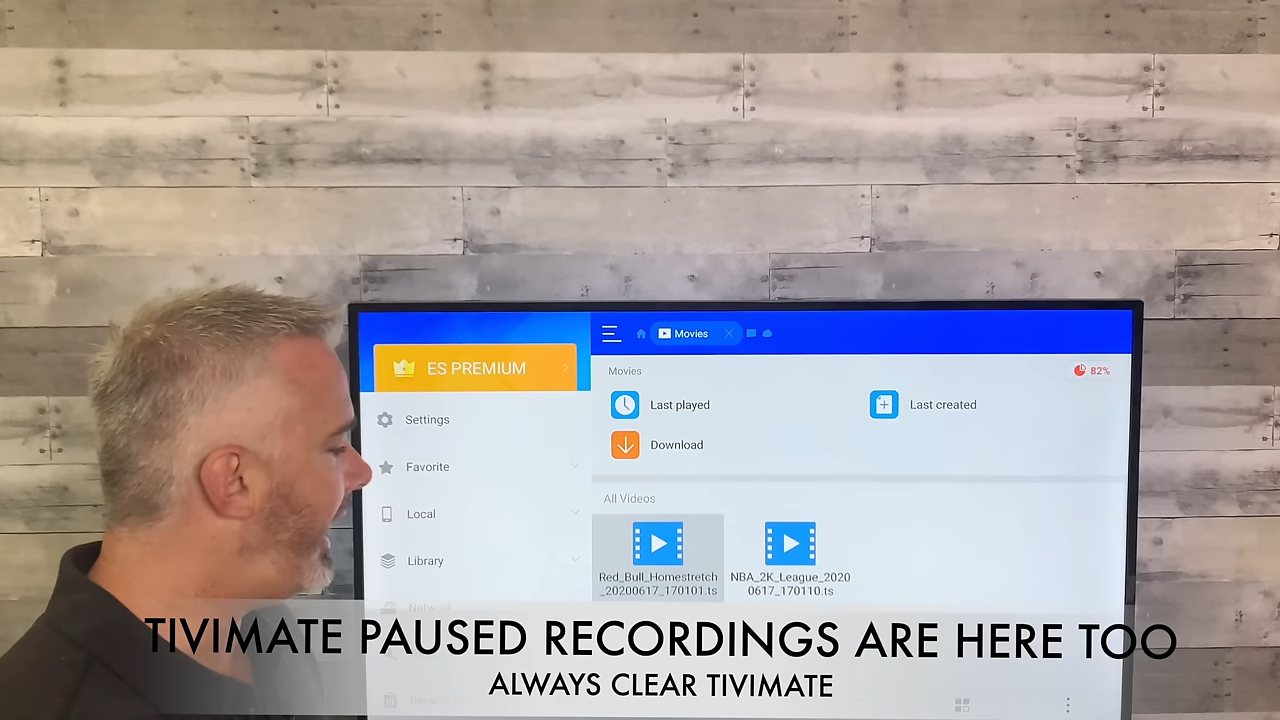 ES PREMIUM
Movies
Settings
Favorite
Local
Library
Network
Movies
82%
Last played
Last created
Download
All Videos
Red_Bull_Homestretch
_20200617_170101.ts
NBA_2K_League_2020
0617_170110.ts
TIVIMATE PAUSED RECORDINGS ARE HERE TOO
ALWAYS CLEAR TIVIMATE